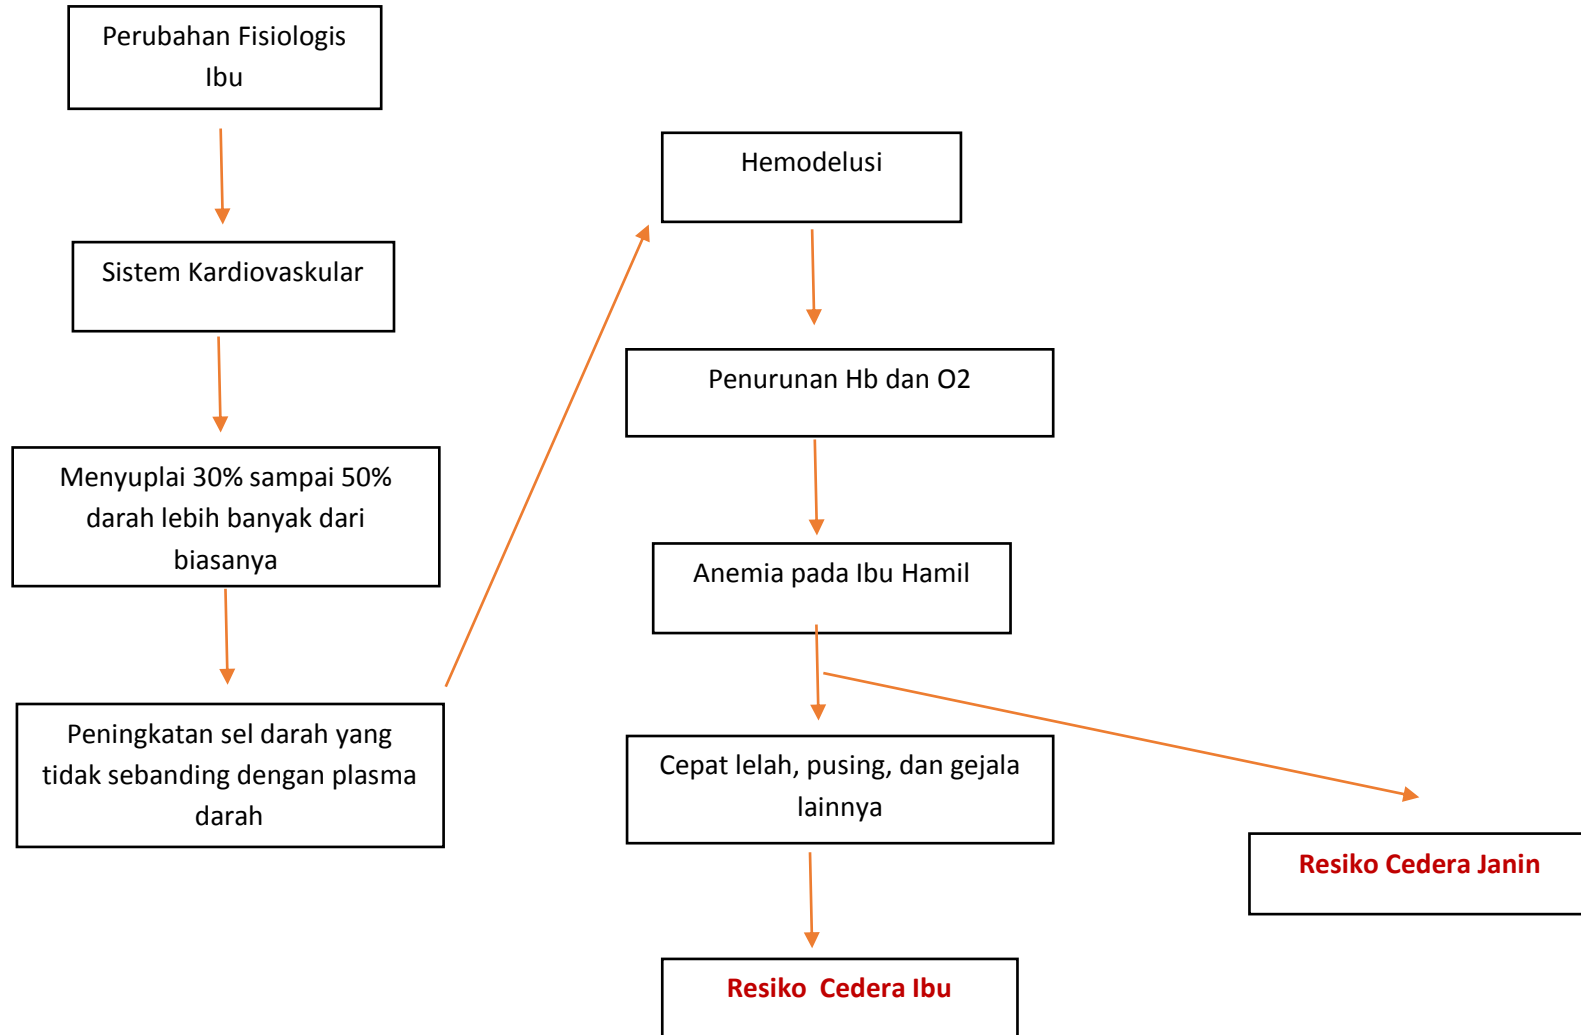 Perubahan Fisiologis
Ibu
Sistem Kardiovaskular
Menyuplai 30% sampai 50%
darah lebih banyak dari
biasanya
Peningkatan sel darah yang
tidak sebanding dengan plasma
darah
Hemodelusi
Penurunan Hb dan O2
Anemia pada Ibu Hamil
Cepat lelah, pusing, dan gejala
lainnya
Resiko Cedera Ibu
Resiko Cedera Janin